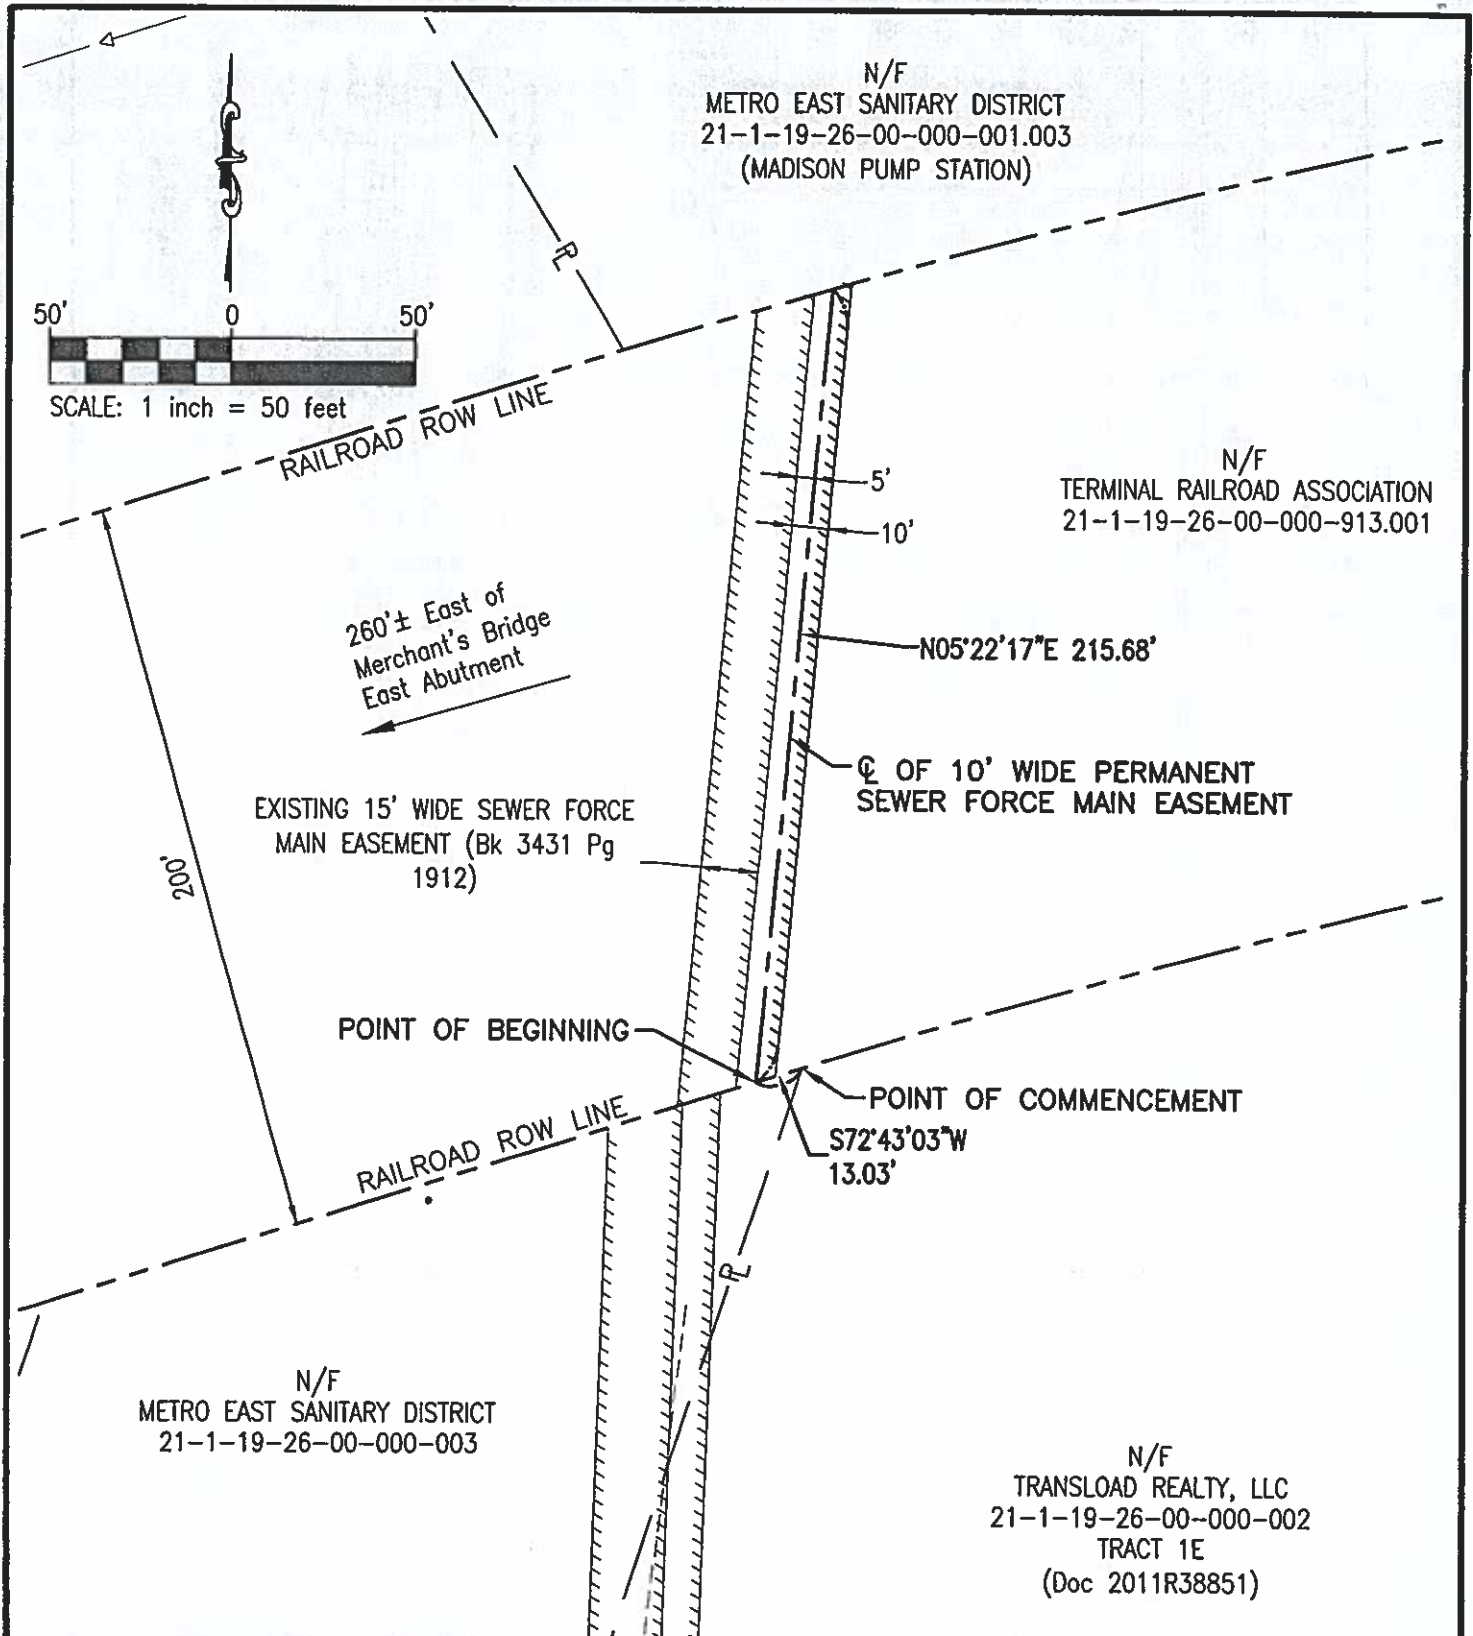 N/F
METRO EAST SANITARY DISTRICT
21-1-19-26-00-000-001.003
(MADISON PUMP STATION)
50' 0 50'
SCALE: 1 inch = 50 feet
PL
RAILROAD ROW LINE
N/F
TERMINAL RAILROAD ASSOCIATION
21-1-19-26-00-000-913.001
5'
10'
260'± East of
Merchant's Bridge
East Abutment
N05°22'17"E 215.68'
℄ OF 10' WIDE PERMANENT
SEWER FORCE MAIN EASEMENT
EXISTING 15' WIDE SEWER FORCE
MAIN EASEMENT (Bk 3431 Pg
1912)
200'
POINT OF BEGINNING
POINT OF COMMENCEMENT
S72°43'03"W
13.03'
RAILROAD ROW LINE
PL
N/F
METRO EAST SANITARY DISTRICT
21-1-19-26-00-000-003
N/F
TRANSLOAD REALTY, LLC
21-1-19-26-00-000-002
TRACT 1E
(Doc 2011R38851)